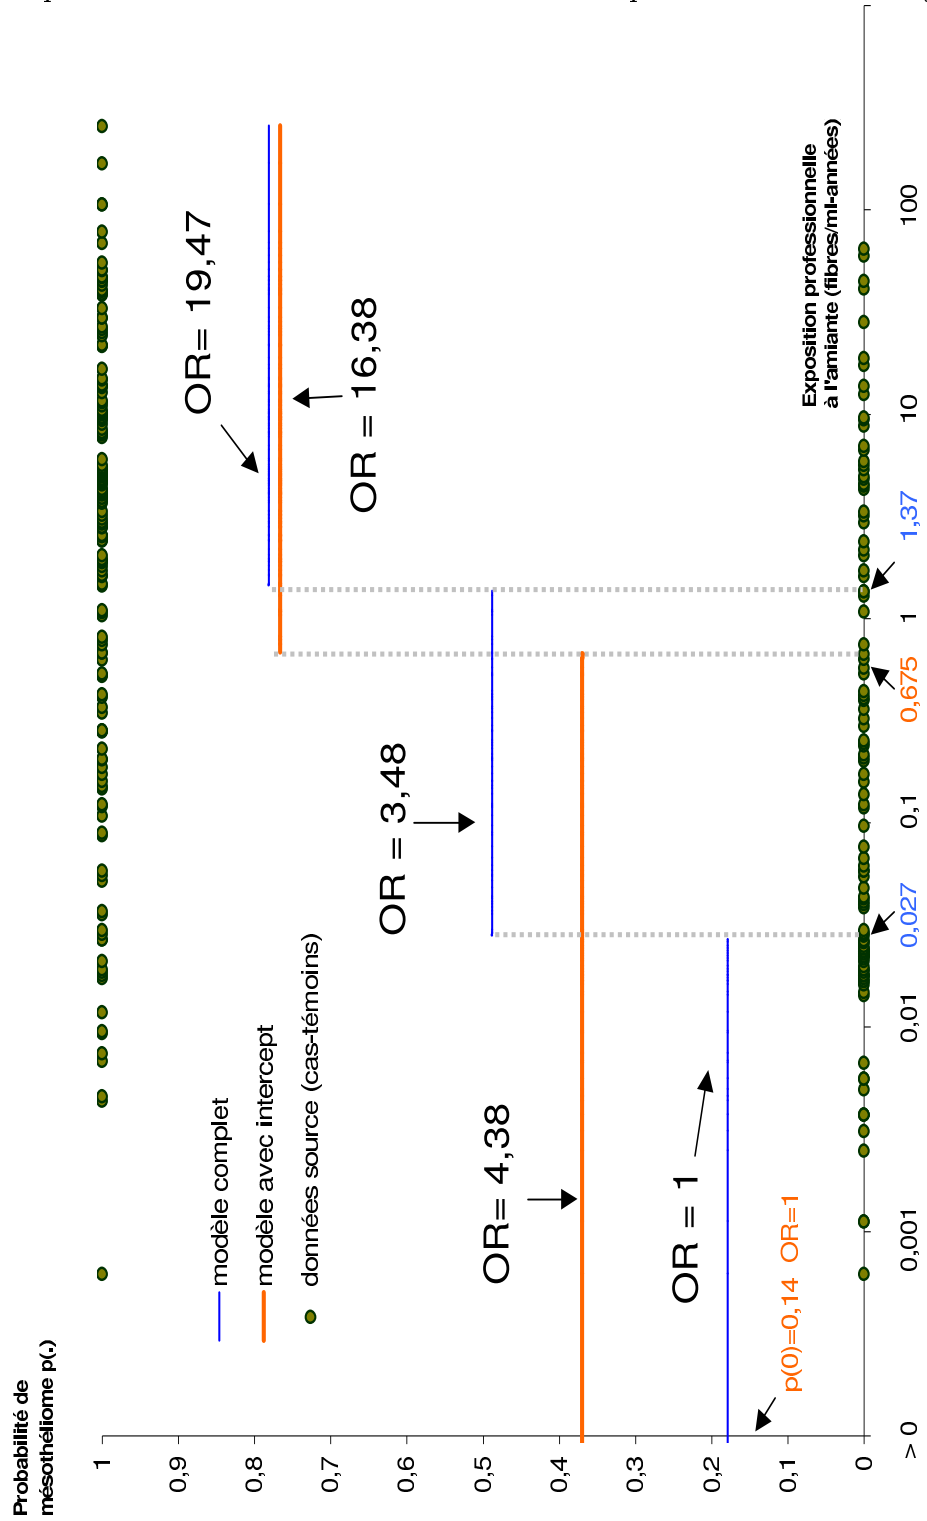 Probabilité de
mésothéliome p(.)
1
0,9
0,8
0,7
0,6
0,5
0,4
0,3
0,2
0,1
0
modèle complet
modèle avec intercept
données source (cas-témoins)
OR= 19,47
OR = 16,38
OR = 3,48
OR= 4,38
OR = 1
p(0)=0,14 OR=1
Exposition professionnelle
à l'amiante (fibres/ml-années)
> 0
0,001
0,01
0,027
0,1
0,675
1
1,37
10
100